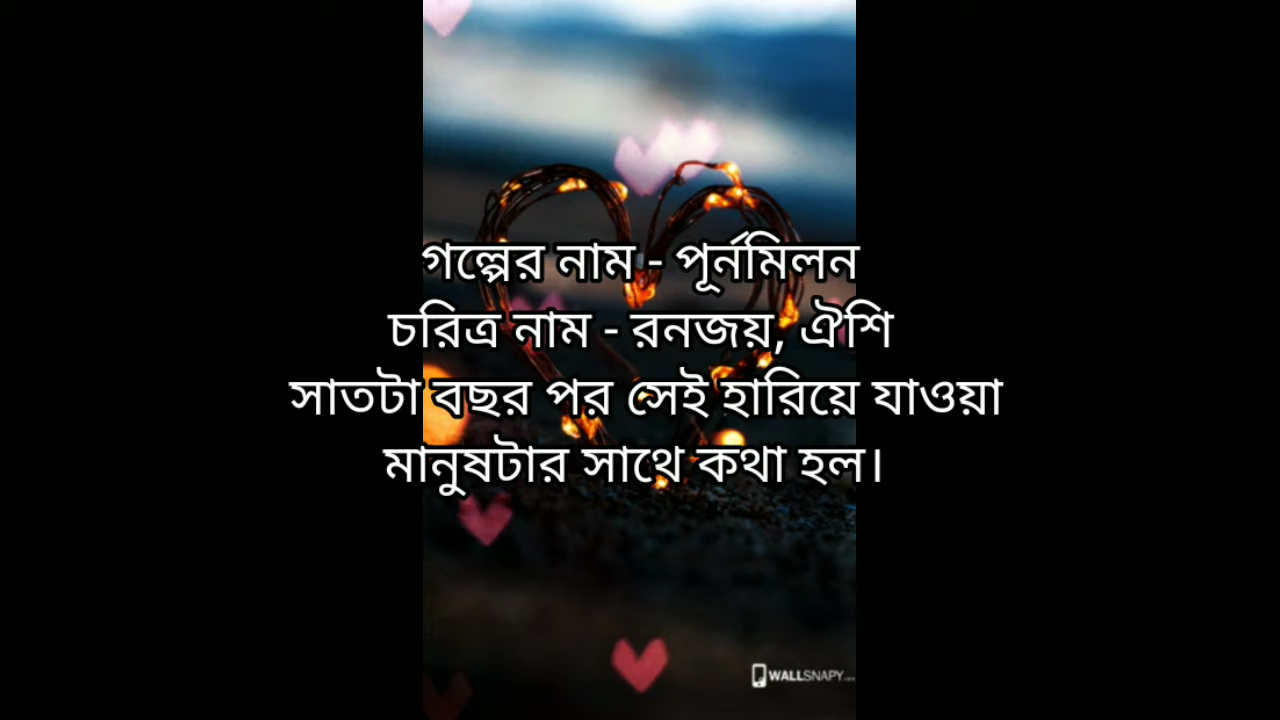 গল্পের নাম - পূর্নমিলন
চরিত্র নাম - রনজয়, ঐশি
সাতটা বছর পর সেই হারিয়ে যাওয়া
মানুষটার সাথে কথা হল।
WALLSNAPY